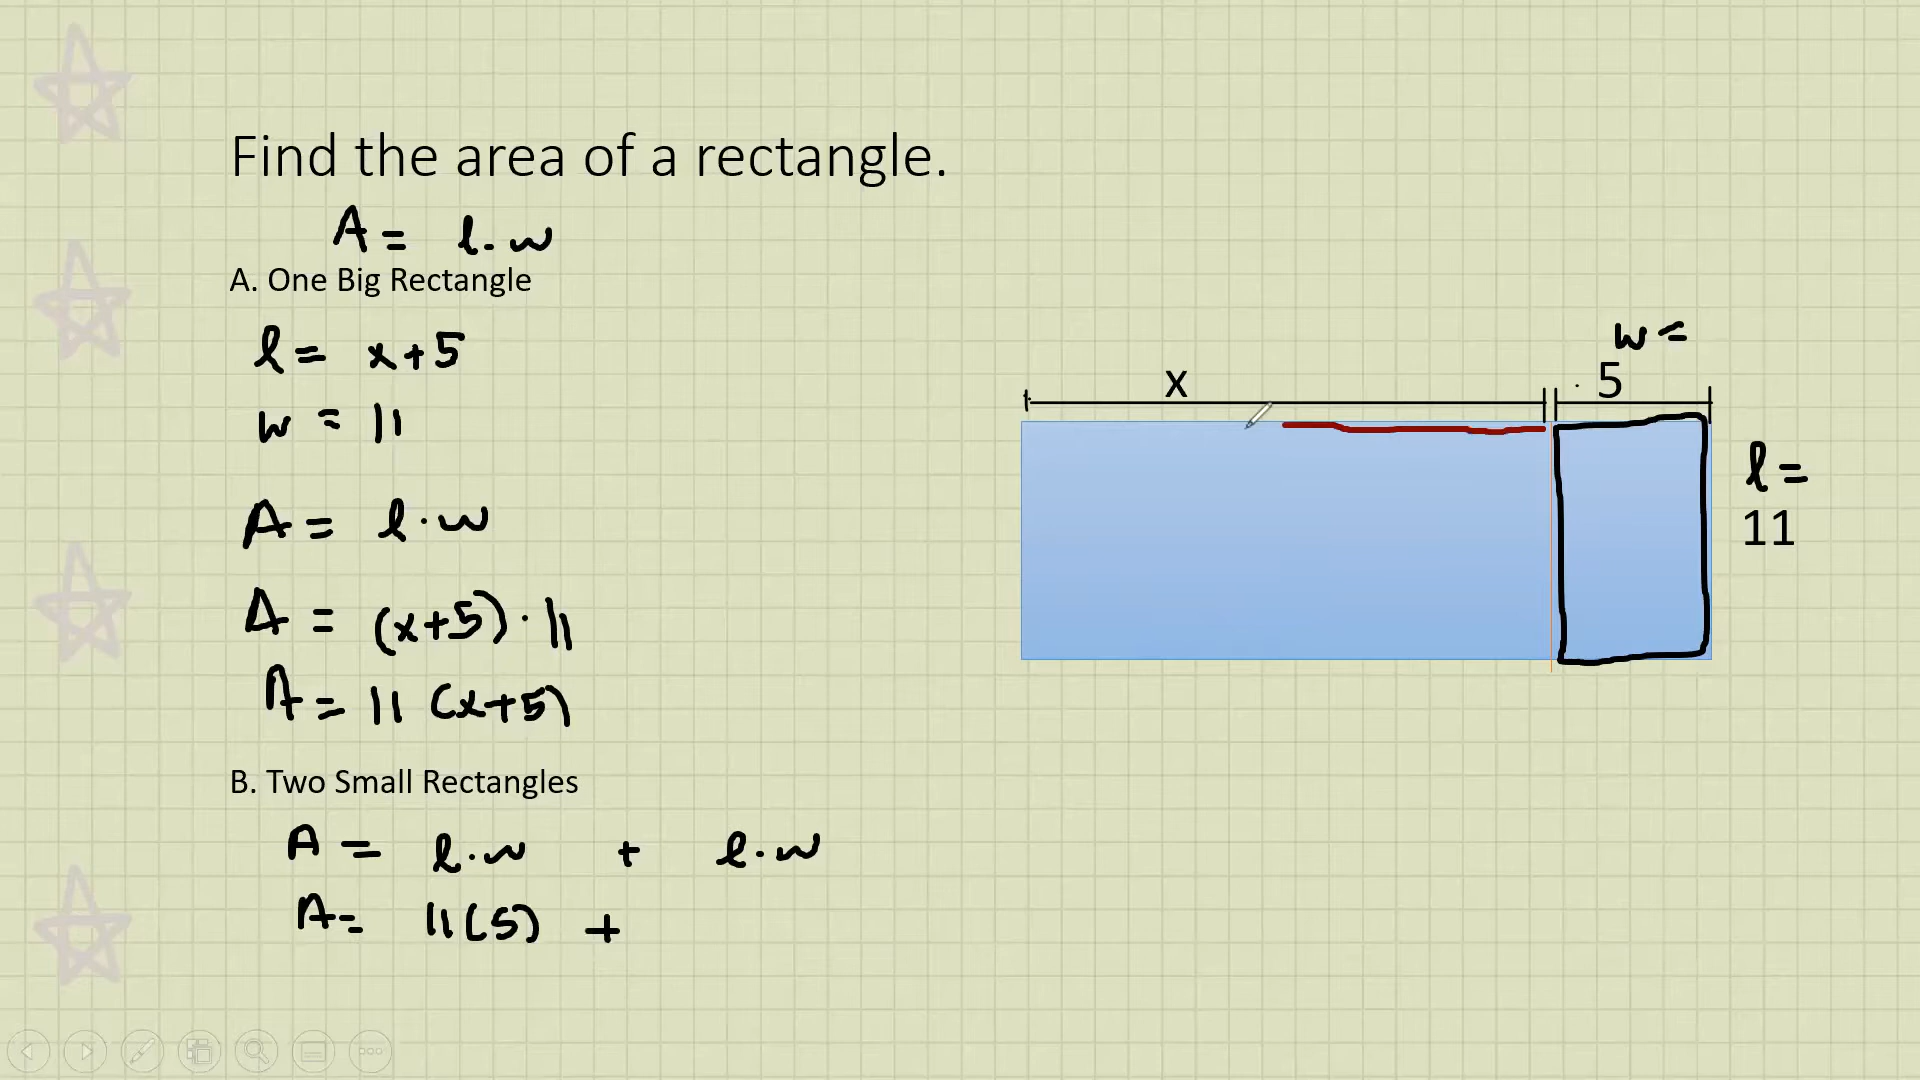 Find the area of a rectangle.
A = l · w
A. One Big Rectangle
l = x+5
w = 11
A = l · w
A = (x+5) · 11
A = 11 (x+5)
B. Two Small Rectangles
A = l · w + l · w
A = 11(5) +
w =
x
5
l =
11